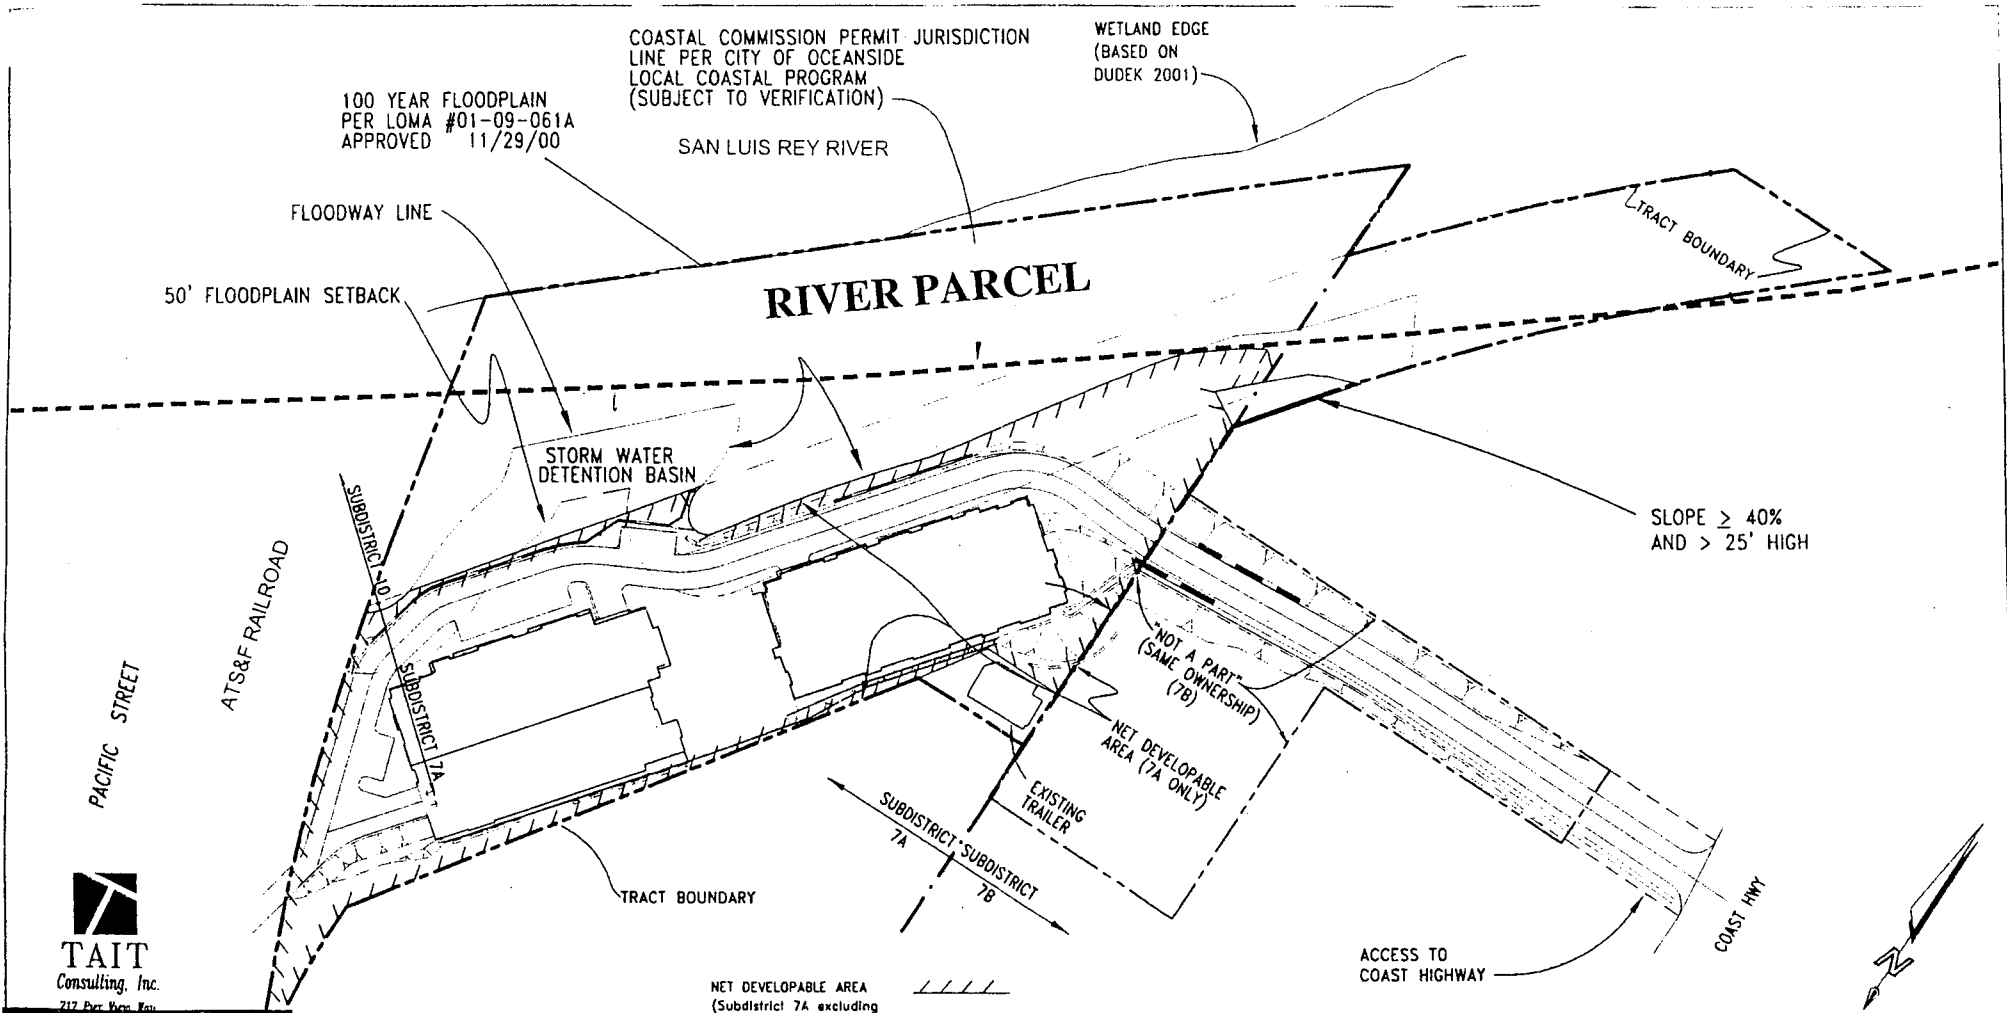 COASTAL COMMISSION PERMIT JURISDICTION
LINE PER CITY OF OCEANSIDE
LOCAL COASTAL PROGRAM
(SUBJECT TO VERIFICATION)
WETLAND EDGE
(BASED ON
DUDEK 2001)
100 YEAR FLOODPLAIN
PER LOMA #01-09-061A
APPROVED 11/29/00
SAN LUIS REY RIVER
FLOODWAY LINE
TRACT BOUNDARY
50' FLOODPLAIN SETBACK
RIVER PARCEL
STORM WATER
DETENTION BASIN
SUBDISTRICT 10
SUBDISTRICT 7A
SLOPE ≥ 40%
AND > 25' HIGH
ATS&F RAILROAD
PACIFIC STREET
"NOT A PART"
(SAME OWNERSHIP)
(7B)
NET DEVELOPABLE
AREA (7A ONLY)
EXISTING
TRAILER
SUBDISTRICT
7A
SUBDISTRICT
7B
TRACT BOUNDARY
COAST HWY
ACCESS TO
COAST HIGHWAY
N
TAIT
Consulting, Inc.
NET DEVELOPABLE AREA
(Subdistrict 7A excluding